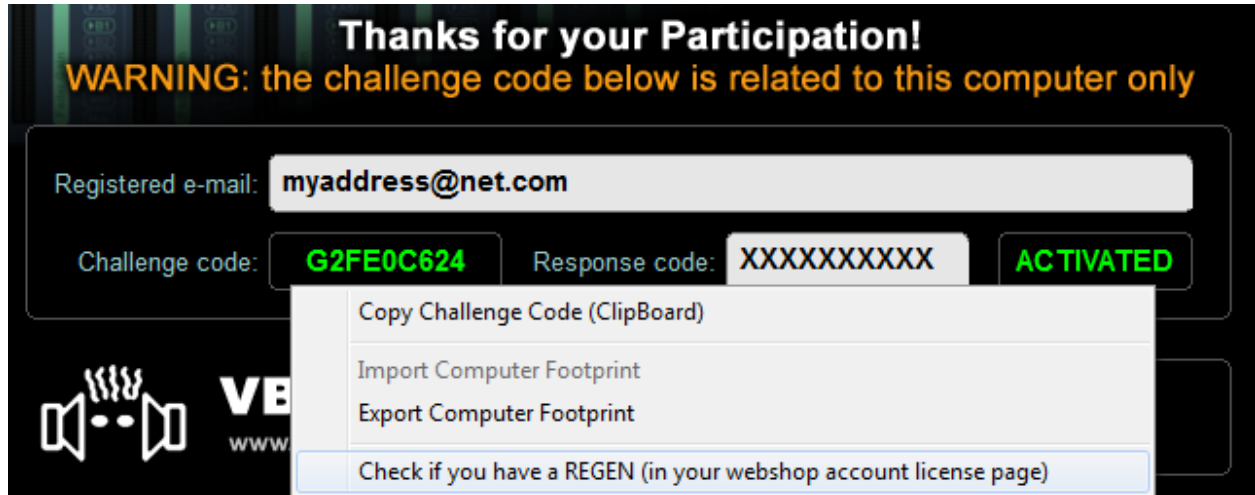 Thanks for your Participation!
WARNING: the challenge code below is related to this computer only
Registered e-mail: myaddress@net.com
Challenge code: G2FE0C624 Response code: XXXXXXXXXX ACTIVATED
Copy Challenge Code (ClipBoard)
Import Computer Footprint
Export Computer Footprint
VB
www.
Check if you have a REGEN (in your webshop account license page)